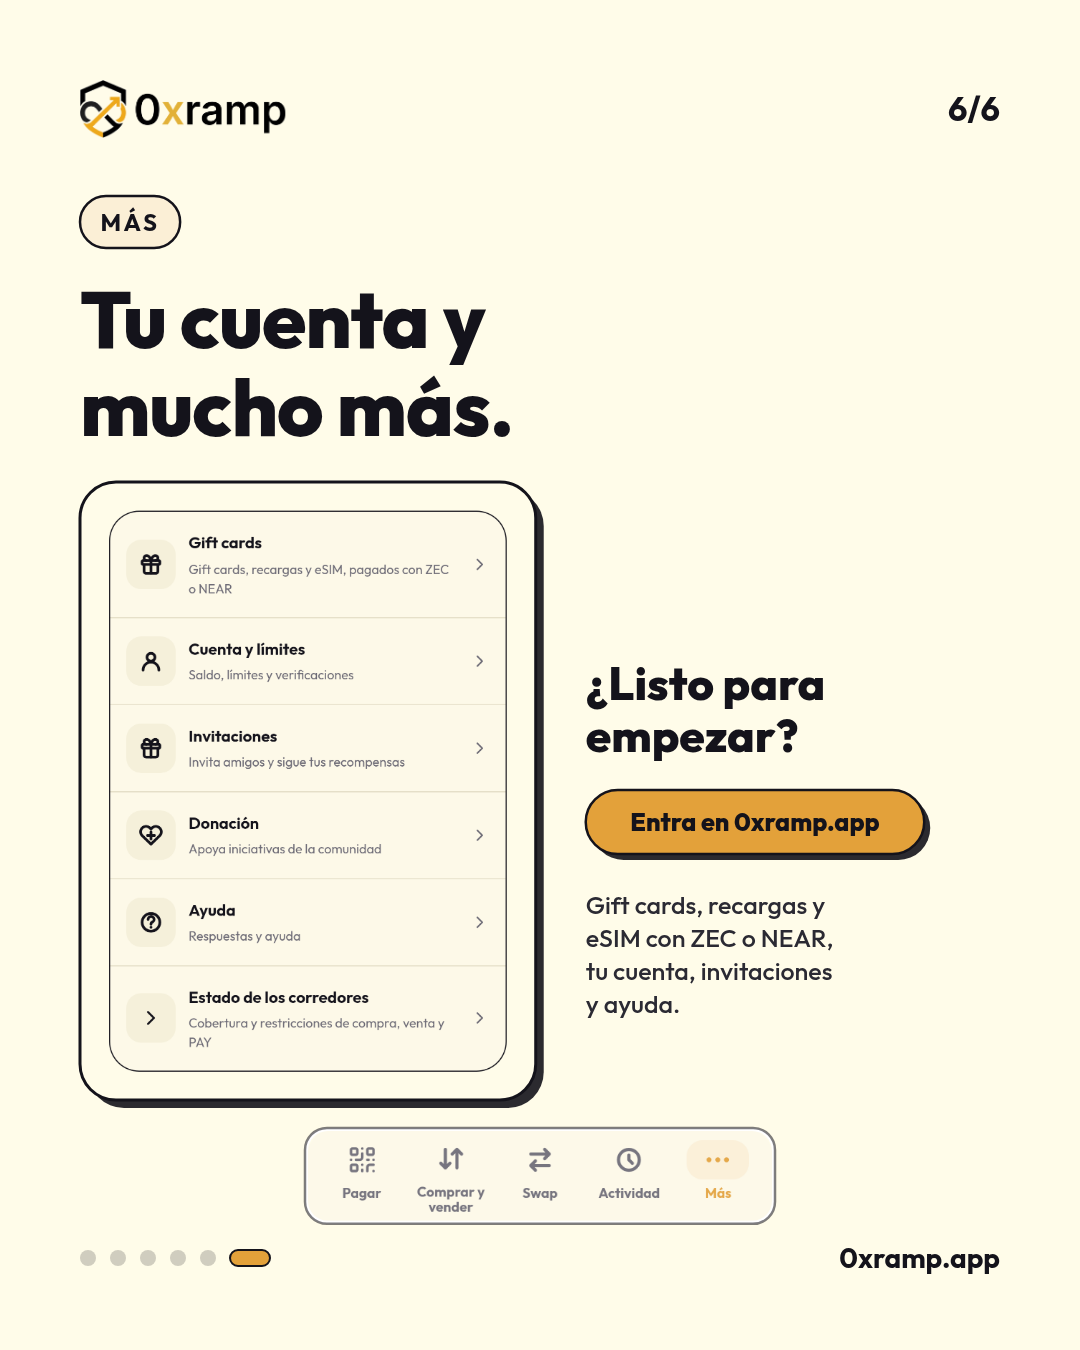 0xramp
6/6
MÁS
Tu cuenta y
mucho más.
Gift cards
Gift cards, recargas y eSIM, pagados con ZEC
o NEAR
Cuenta y límites
Saldo, límites y verificaciones
Invitaciones
Invita amigos y sigue tus recompensas
Donación
Apoya iniciativas de la comunidad
Ayuda
Respuestas y ayuda
Estado de los corredores
Cobertura y restricciones de compra, venta y
PAY
¿Listo para
empezar?
Entra en 0xramp.app
Gift cards, recargas y
eSIM con ZEC o NEAR,
tu cuenta, invitaciones
y ayuda.
Pagar
Comprar y
vender
Swap
Actividad
Más
0xramp.app